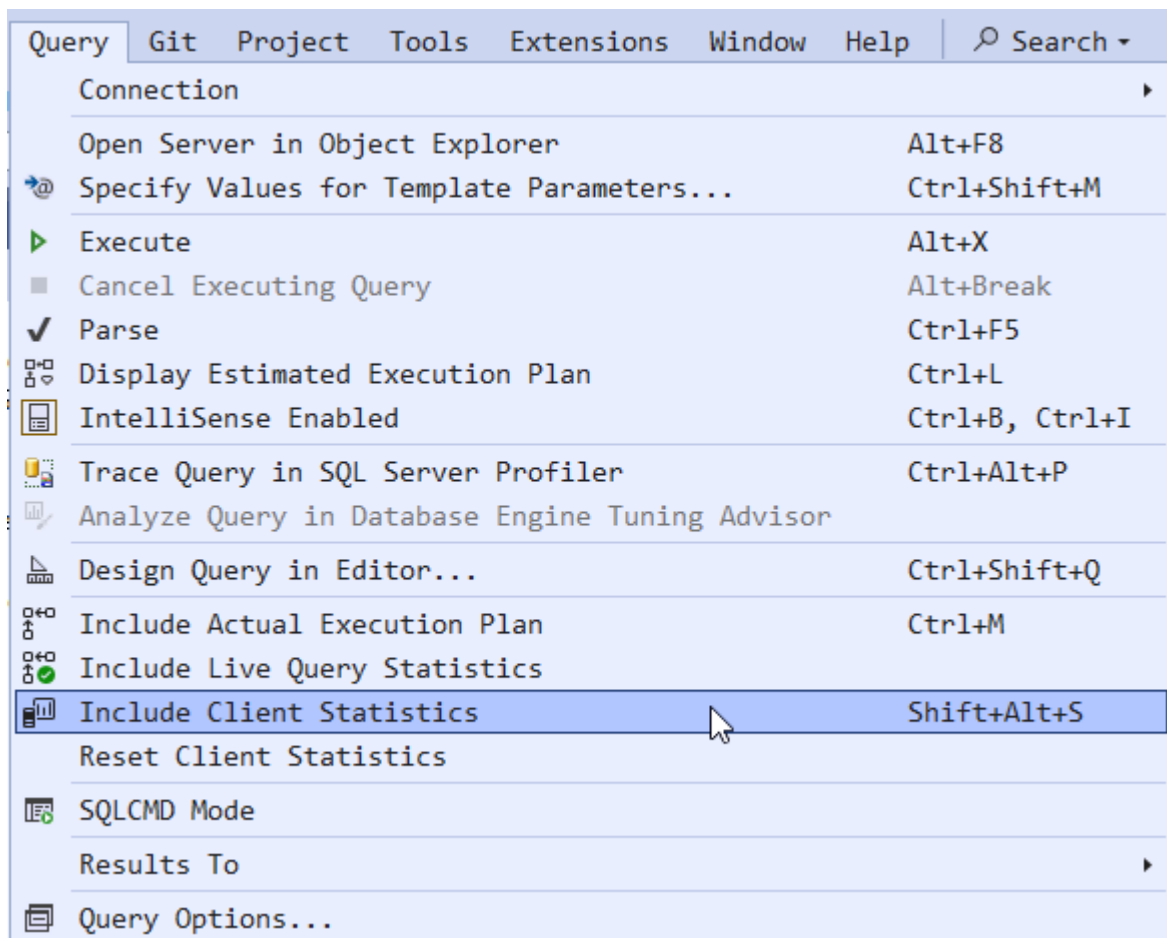 Query Git Project Tools Extensions Window Help Search
Connection
Open Server in Object Explorer Alt+F8
Specify Values for Template Parameters... Ctrl+Shift+M
Execute Alt+X
Cancel Executing Query Alt+Break
Parse Ctrl+F5
Display Estimated Execution Plan Ctrl+L
IntelliSense Enabled Ctrl+B, Ctrl+I
Trace Query in SQL Server Profiler Ctrl+Alt+P
Analyze Query in Database Engine Tuning Advisor
Design Query in Editor... Ctrl+Shift+Q
Include Actual Execution Plan Ctrl+M
Include Live Query Statistics
Include Client Statistics Shift+Alt+S
Reset Client Statistics
SQLCMD Mode
Results To
Query Options...